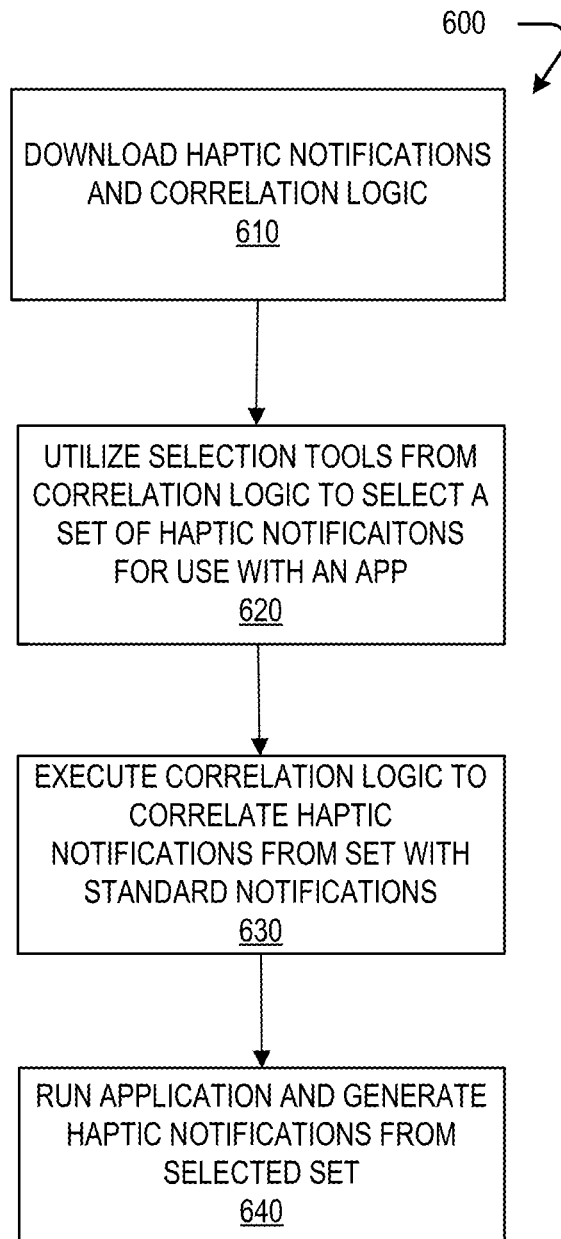 600
DOWNLOAD HAPTIC NOTIFICATIONS
AND CORRELATION LOGIC
610
UTILIZE SELECTION TOOLS FROM
CORRELATION LOGIC TO SELECT A
SET OF HAPTIC NOTIFICAITONS
FOR USE WITH AN APP
620
EXECUTE CORRELATION LOGIC TO
CORRELATE HAPTIC
NOTIFICATIONS FROM SET WITH
STANDARD NOTIFICATIONS
630
RUN APPLICATION AND GENERATE
HAPTIC NOTIFICATIONS FROM
SELECTED SET
640